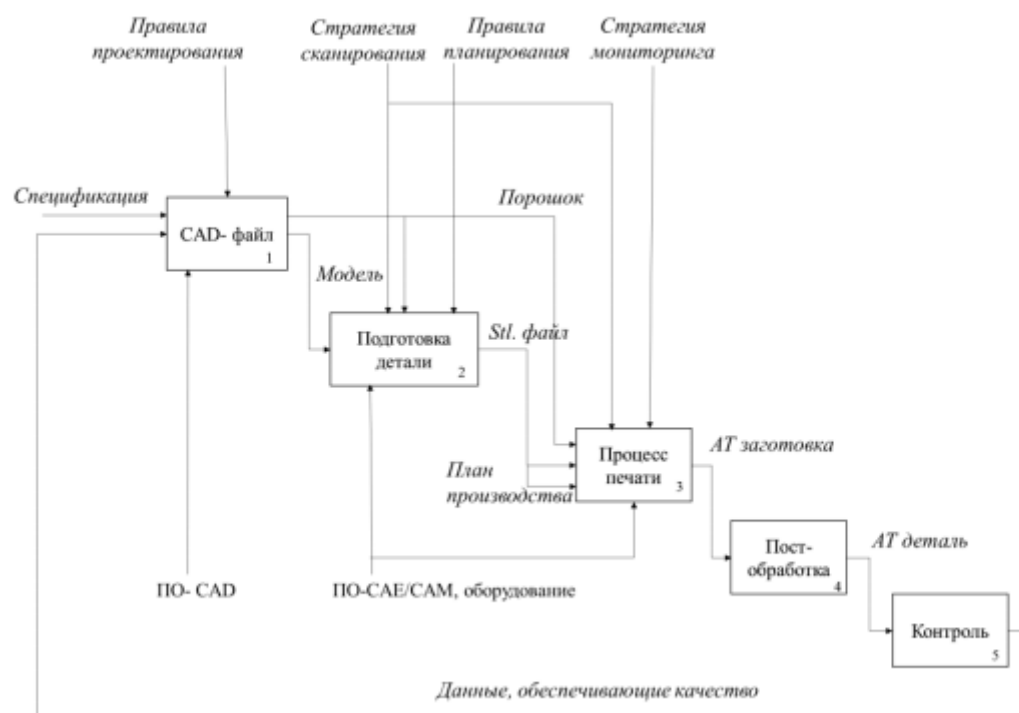 Правила
проектирования
Стратегия
сканирования
Правила
планирования
Стратегия
мониторинга
Спецификация
CAD- файл
1
Порошок
Модель
Подготовка
детали
2
Stl. файл
Процесс
печати
3
План
производства
АТ заготовка
Пост-
обработка
4
АТ деталь
ПО- CAD
ПО-CAE/CAM, оборудование
Контроль
5
Данные, обеспечивающие качество